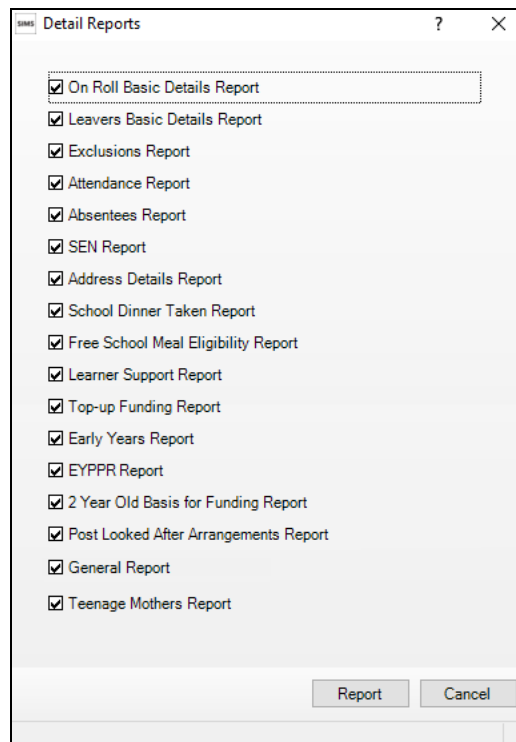 SIMS Detail Reports ? X
On Roll Basic Details Report
Leavers Basic Details Report
Exclusions Report
Attendance Report
Absentees Report
SEN Report
Address Details Report
School Dinner Taken Report
Free School Meal Eligibility Report
Learner Support Report
Top-up Funding Report
Early Years Report
EYPPR Report
2 Year Old Basis for Funding Report
Post Looked After Arrangements Report
General Report
Teenage Mothers Report
Report Cancel